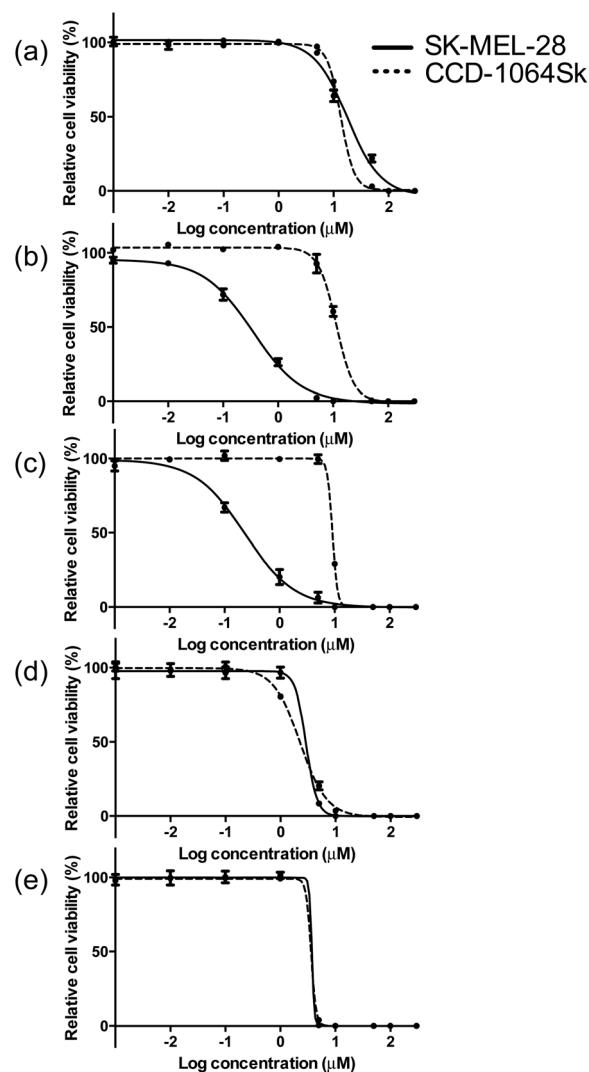 (a)
SK-MEL-28
CCD-1064Sk
Relative cell viability (%)
100
50
0
-2 -1 0 1 2
Log concentration (μM)
(b)
Relative cell viability (%)
100
50
0
-2 -1 0 1 2
Log concentration (μM)
(c)
Relative cell viability (%)
100
50
0
-2 -1 0 1 2
Log concentration (μM)
(d)
Relative cell viability (%)
100
50
0
-2 -1 0 1 2
Log concentration (μM)
(e)
Relative cell viability (%)
100
50
0
-2 -1 0 1 2
Log concentration (μM)